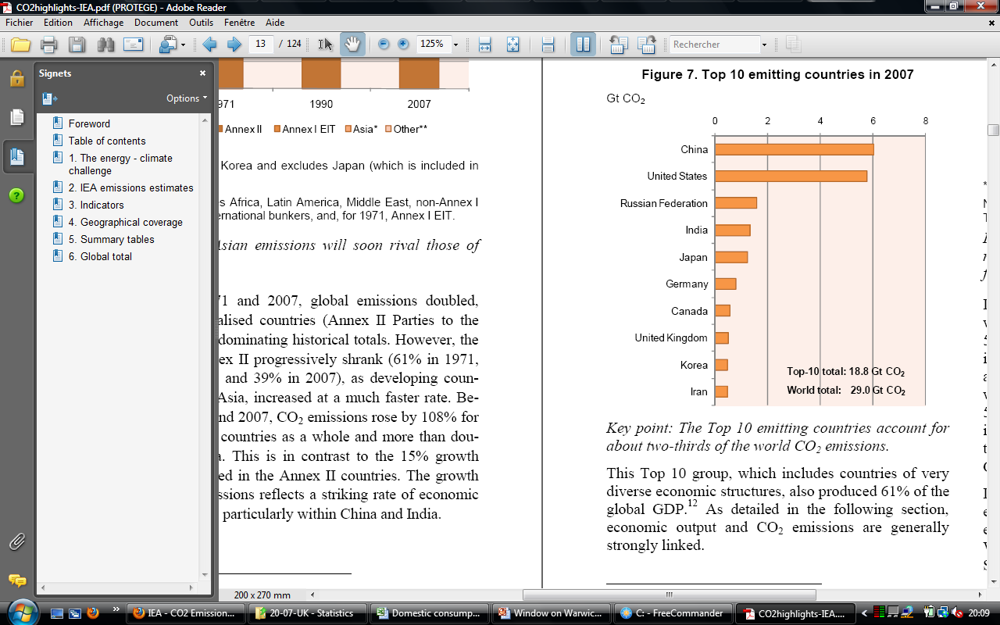 CO2highlights-IEA.pdf (PROTEGE) - Adobe Reader
Fichier Edition Affichage Document Outils Fenêtre Aide
13 / 124 125% Rechercher
Signets
Options
Foreword
Table of contents
1. The energy - climate
challenge
2. IEA emissions estimates
3. Indicators
4. Geographical coverage
5. Summary tables
6. Global total
971 1990 2007
Annex II Annex I EIT Asia* Other**
Korea and excludes Japan (which is included in
s Africa, Latin America, Middle East, non-Annex I
ernational bunkers, and, for 1971, Annex I EIT.
Asian emissions will soon rival those of
71 and 2007, global emissions doubled,
alised countries (Annex II Parties to the
dominating historical totals. However, the
ex II progressively shrank (61% in 1971,
and 39% in 2007), as developing coun-
Asia, increased at a much faster rate. Be-
nd 2007, CO₂ emissions rose by 108% for
countries as a whole and more than dou-
a. This is in contrast to the 15% growth
ed in the Annex II countries. The growth
ssions reflects a striking rate of economic
particularly within China and India.
Figure 7. Top 10 emitting countries in 2007
Gt CO₂
0 2 4 6 8
China
United States
Russian Federation
India
Japan
Germany
Canada
United Kingdom
Korea
Iran
Top-10 total: 18.8 Gt CO₂
World total: 29.0 Gt CO₂
Key point: The Top 10 emitting countries account for
about two-thirds of the world CO₂ emissions.
This Top 10 group, which includes countries of very
diverse economic structures, also produced 61% of the
global GDP.¹² As detailed in the following section,
economic output and CO₂ emissions are generally
strongly linked.
200 x 270 mm
IEA - CO2 Emission... 20-07-UK - Statistics Domestic consump... Window on Warwic... C: - FreeCommander CO2highlights-IEA.... 20:09